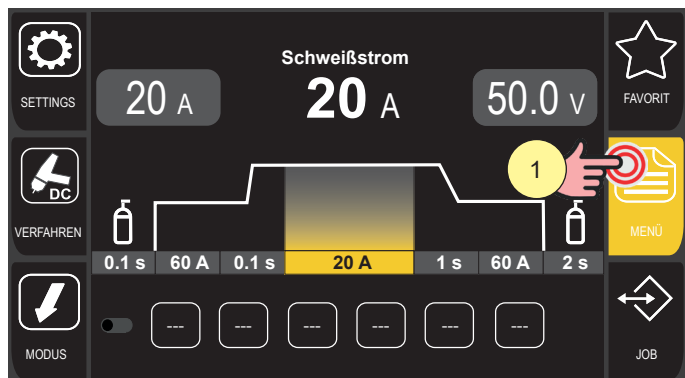 Schweißstrom
20 A
20 A
50.0 V
SETTINGS
FAVORIT
1
DC
VERFAHREN
MENÜ
0.1 s 60 A 0.1 s 20 A 1 s 60 A 2 s
--- --- --- --- --- ---
MODUS
JOB